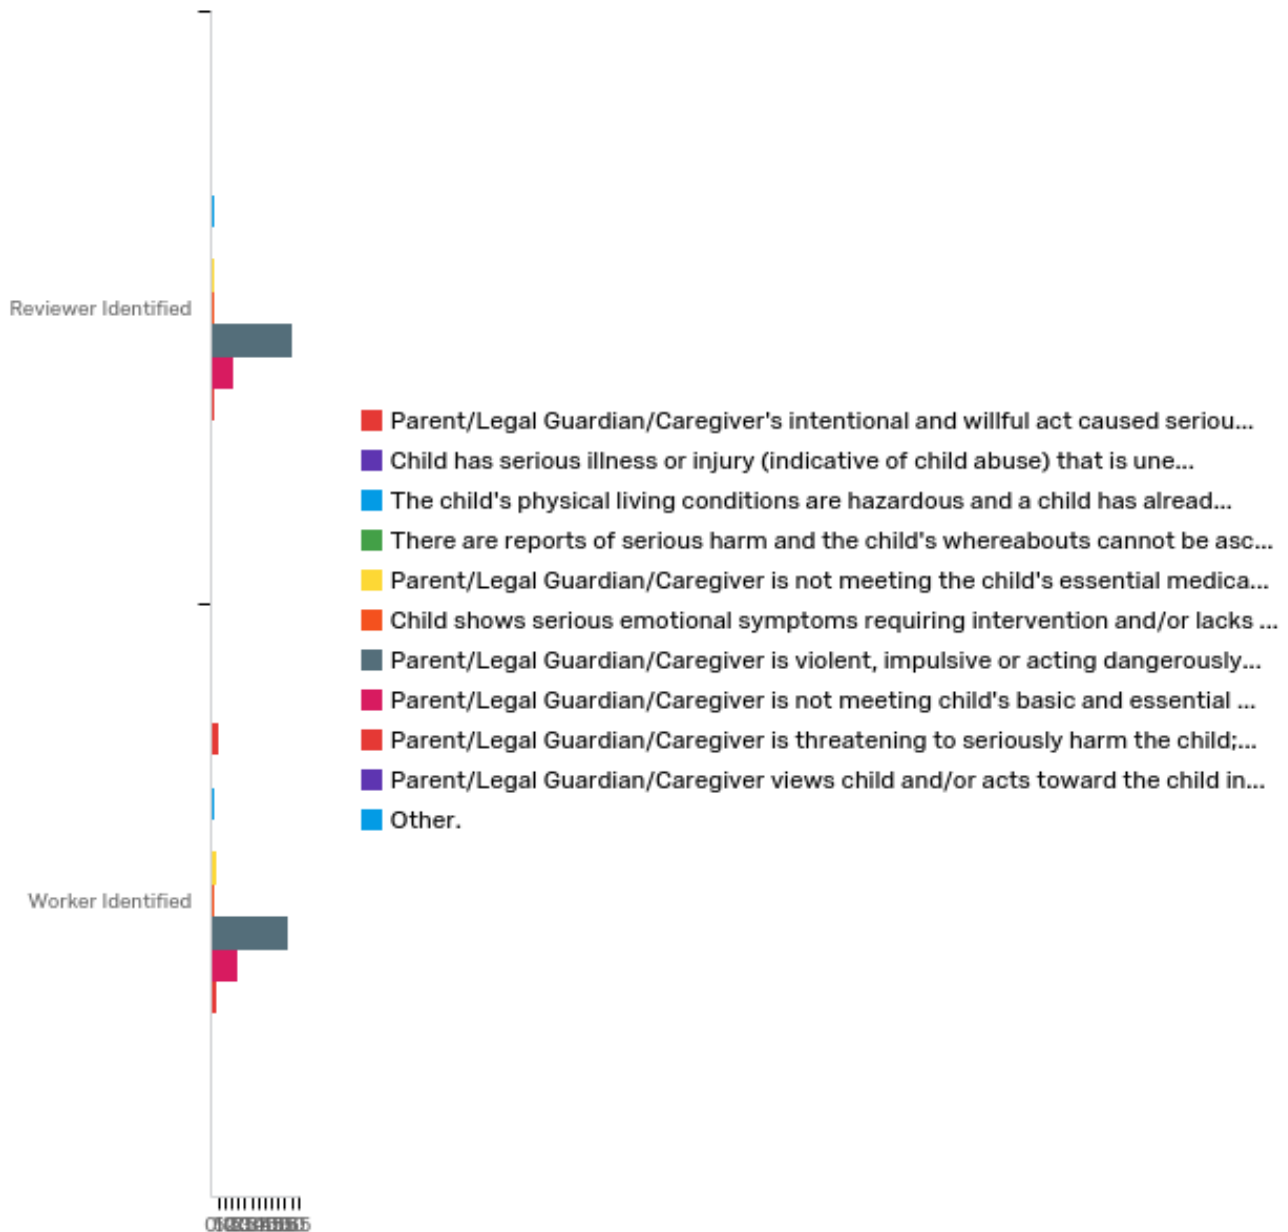 Reviewer Identified
Parent/Legal Guardian/Caregiver's intentional and willful act caused seriou...
Child has serious illness or injury (indicative of child abuse) that is une...
The child's physical living conditions are hazardous and a child has alread...
There are reports of serious harm and the child's whereabouts cannot be asc...
Parent/Legal Guardian/Caregiver is not meeting the child's essential medica...
Child shows serious emotional symptoms requiring intervention and/or lacks ...
Parent/Legal Guardian/Caregiver is violent, impulsive or acting dangerously...
Parent/Legal Guardian/Caregiver is not meeting child's basic and essential ...
Parent/Legal Guardian/Caregiver is threatening to seriously harm the child;...
Parent/Legal Guardian/Caregiver views child and/or acts toward the child in...
Other.
Worker Identified